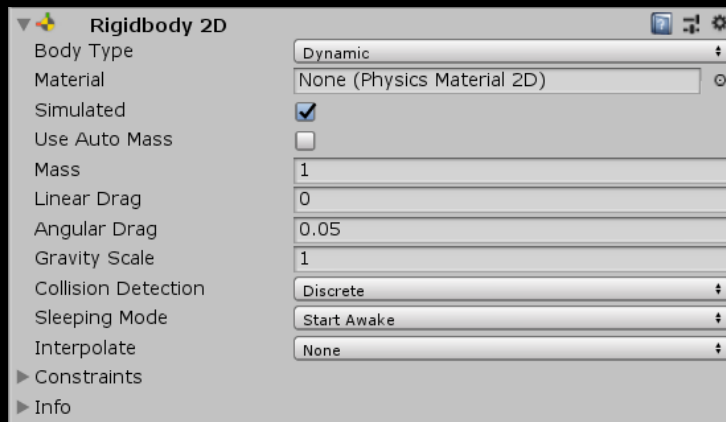 Rigidbody 2D
Body Type Dynamic
Material None (Physics Material 2D)
Simulated
Use Auto Mass
Mass 1
Linear Drag 0
Angular Drag 0.05
Gravity Scale 1
Collision Detection Discrete
Sleeping Mode Start Awake
Interpolate None
Constraints
Info